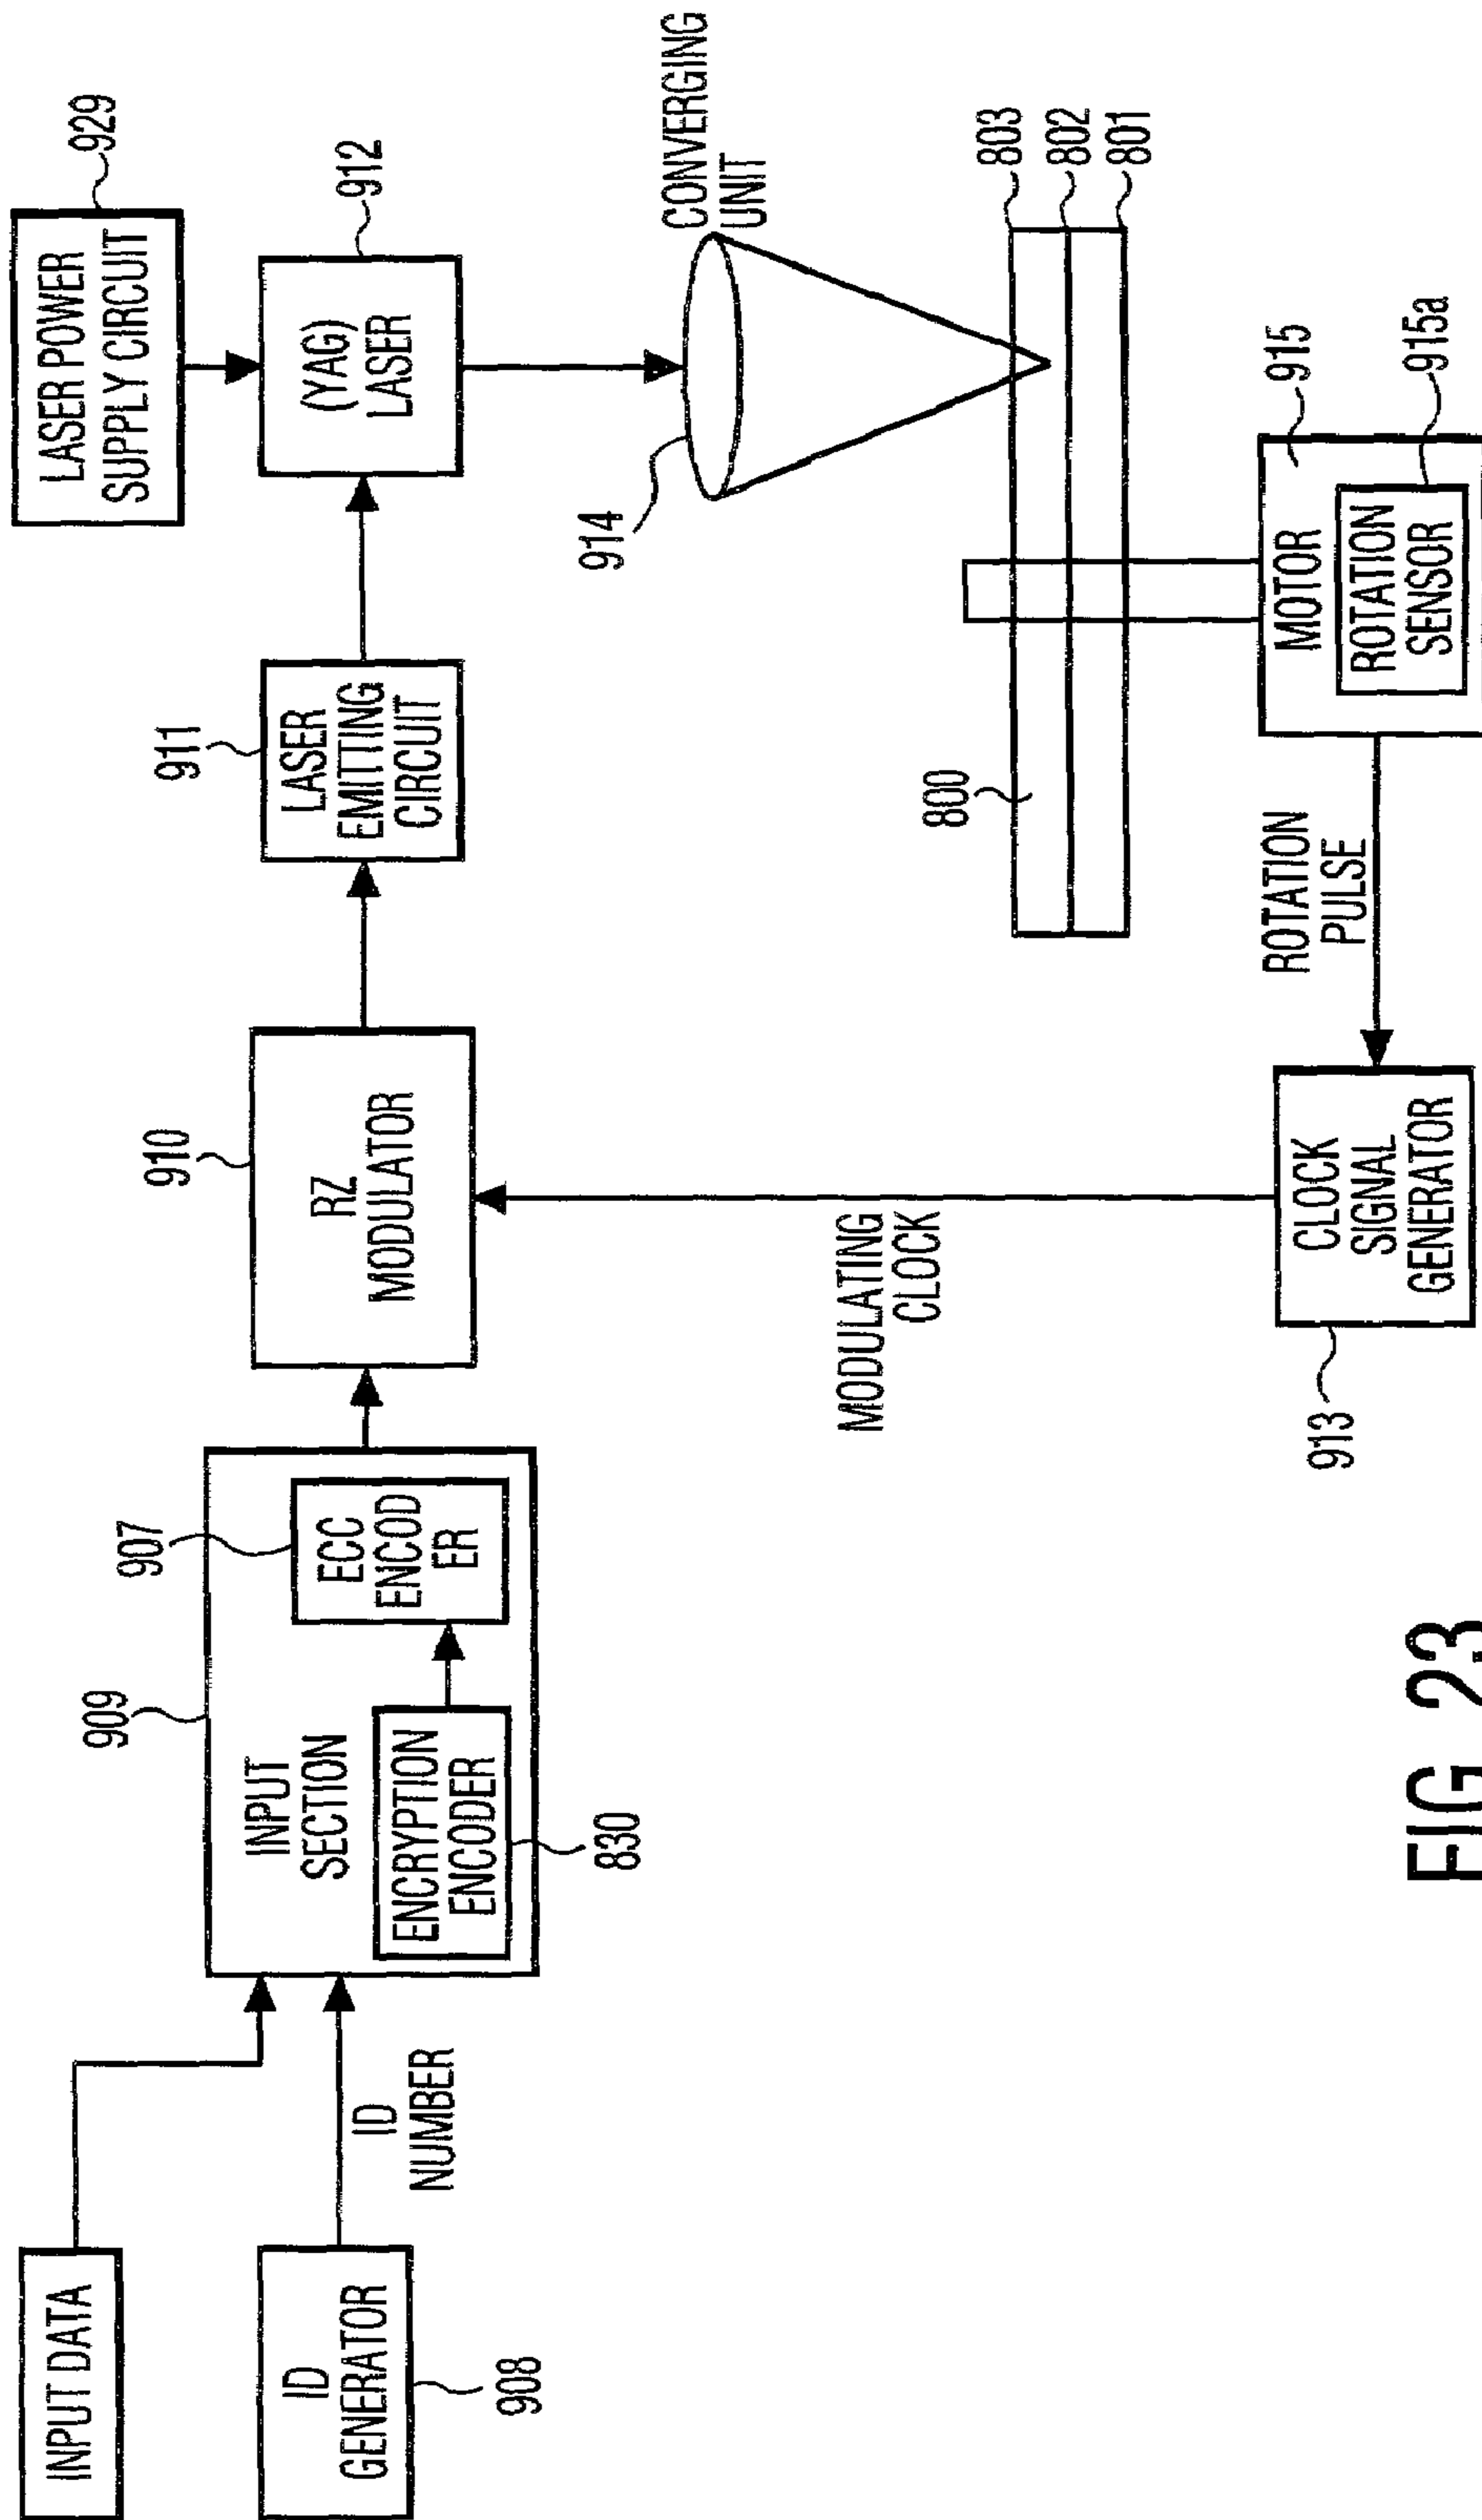 INPUT DATA
ID
GENERATOR
908
ID
NUMBER
909
INPUT
SECTION
ENCRYPTION
ENCODER
830
907
ECC
ENCOD
ER
910
RZ
MODULATOR
911
LASER
EMITTING
CIRCUIT
LASER POWER
SUPPLY CIRCUIT
929
(YAG)
LASER
912
914
CONVERGING
UNIT
800
803
802
801
MODULATING
CLOCK
913
CLOCK
SIGNAL
GENERATOR
ROTATION
PULSE
MOTOR
ROTATION
SENSOR
915
915a
FIG 23